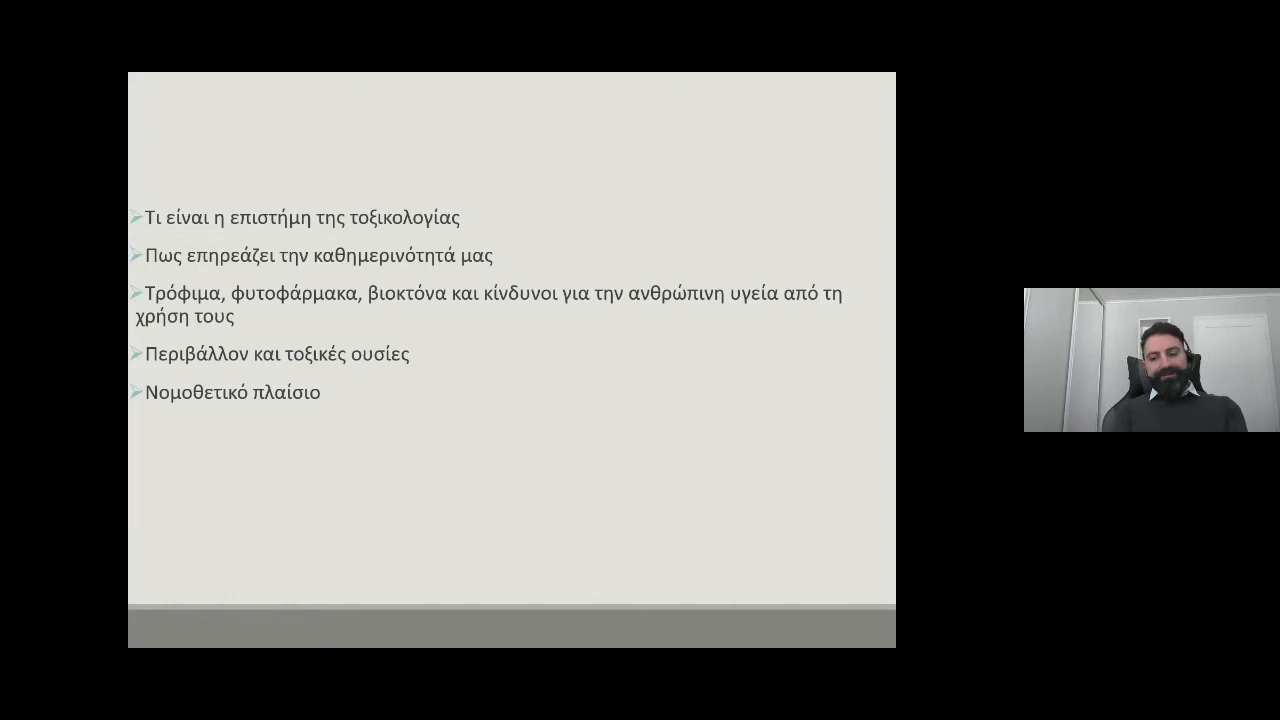 Τι είναι η επιστήμη της τοξικολογίας
Πως επηρεάζει την καθημερινότητά μας
Τρόφιμα, φυτοφάρμακα, βιοκτόνα και κίνδυνοι για την ανθρώπινη υγεία από τη
χρήση τους
Περιβάλλον και τοξικές ουσίες
Νομοθετικό πλαίσιο